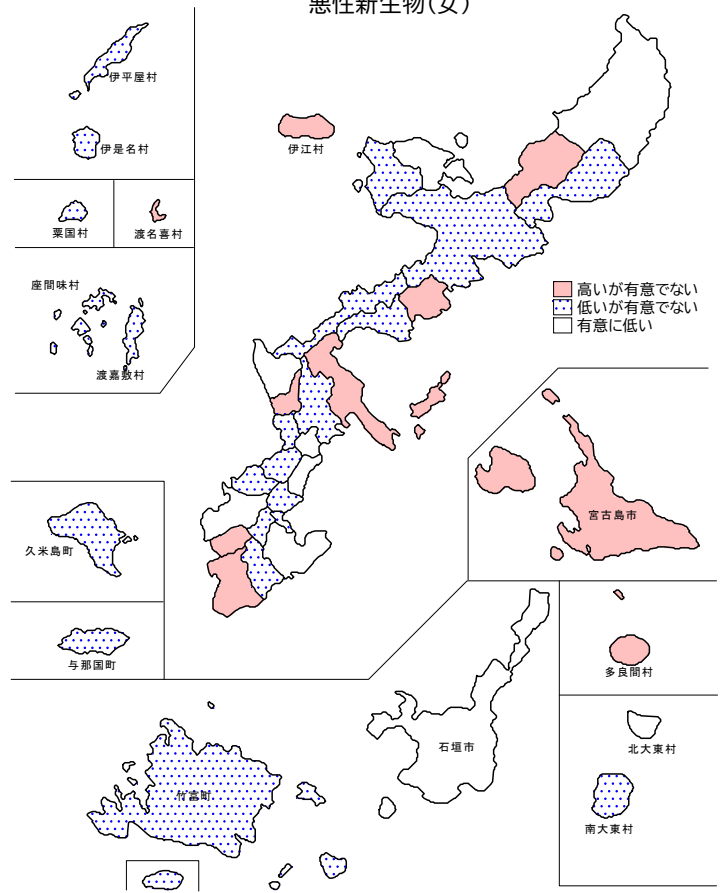 悪性新生物（女）
伊平屋村
伊是名村
伊江村
粟国村
渡名喜村
座間味村
渡嘉敷村
高いが有意でない
低いが有意でない
有意に低い
久米島町
宮古島市
与那国町
多良間村
石垣市
北大東村
竹富町
南大東村